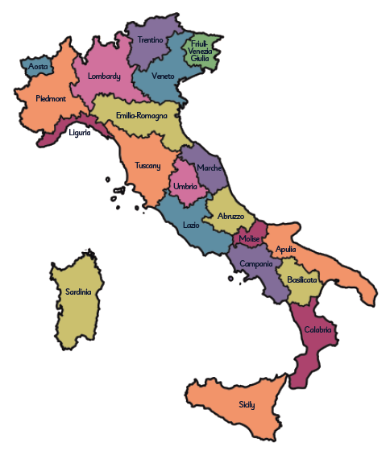 Trentino
Friuli-
Venezia
Giulia
Aosta
Lombardy
Veneto
Piedmont
Emilia-Romagna
Liguria
Tuscany
Marche
Umbria
Abruzzo
Lazio
Molise
Apulia
Campania
Basilicata
Sardinia
Calabria
Sicily